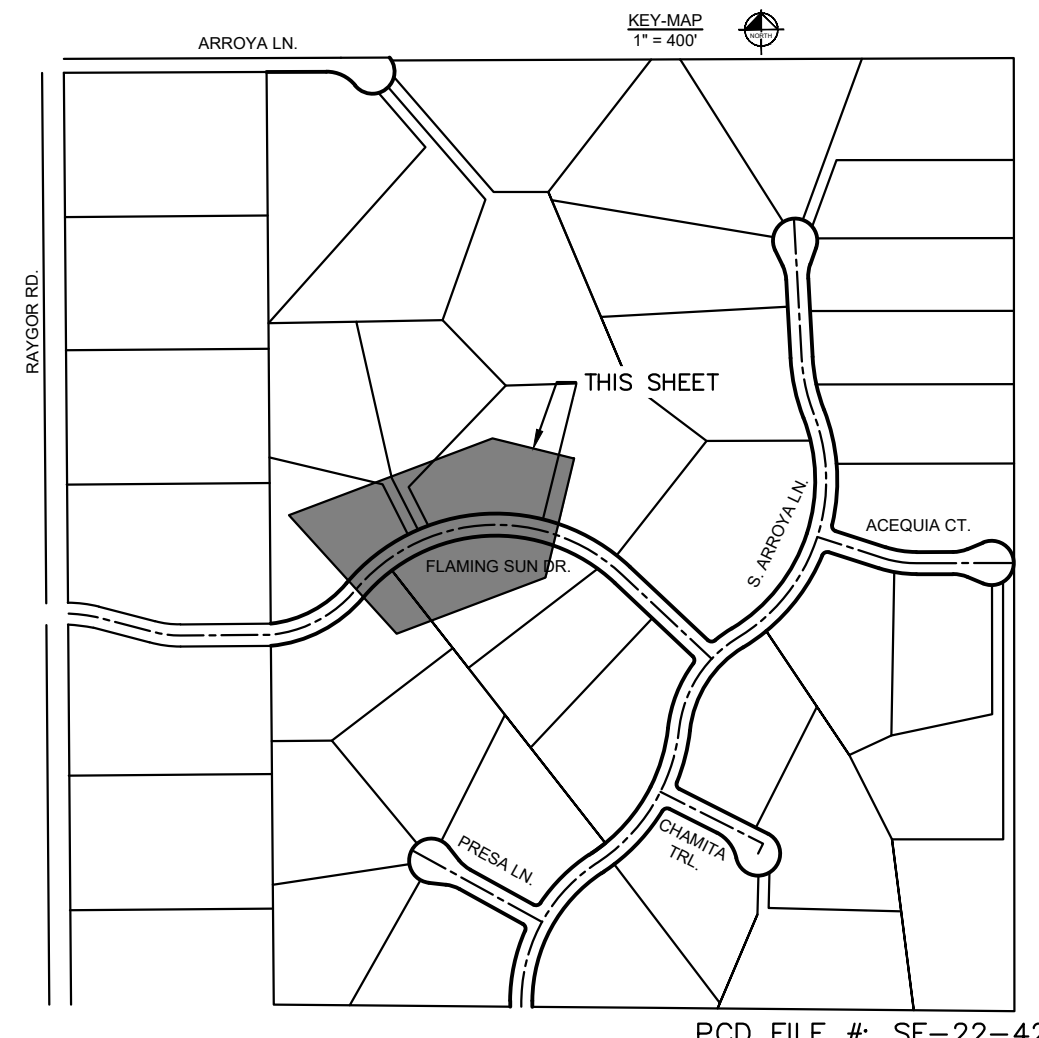 KEY-MAP
1" = 400'
NORTH
ARROYA LN.
RAYGOR RD.
THIS SHEET
S. ARROYA LN.
ACEQUIA CT.
FLAMING SUN DR.
CHAMITA
TRL.
PRESA LN.
PCD FILE #: SF-22-42